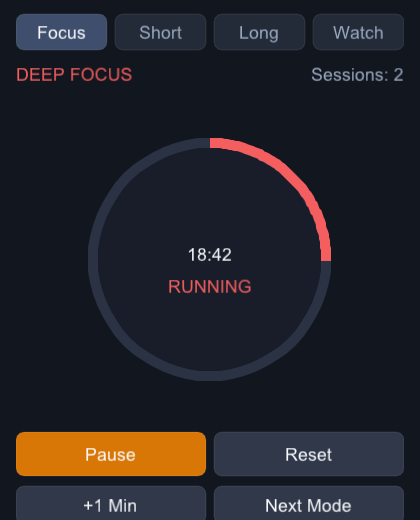 Focus Short Long Watch
DEEP FOCUS Sessions: 2
18:42
RUNNING
Pause Reset
+1 Min Next Mode